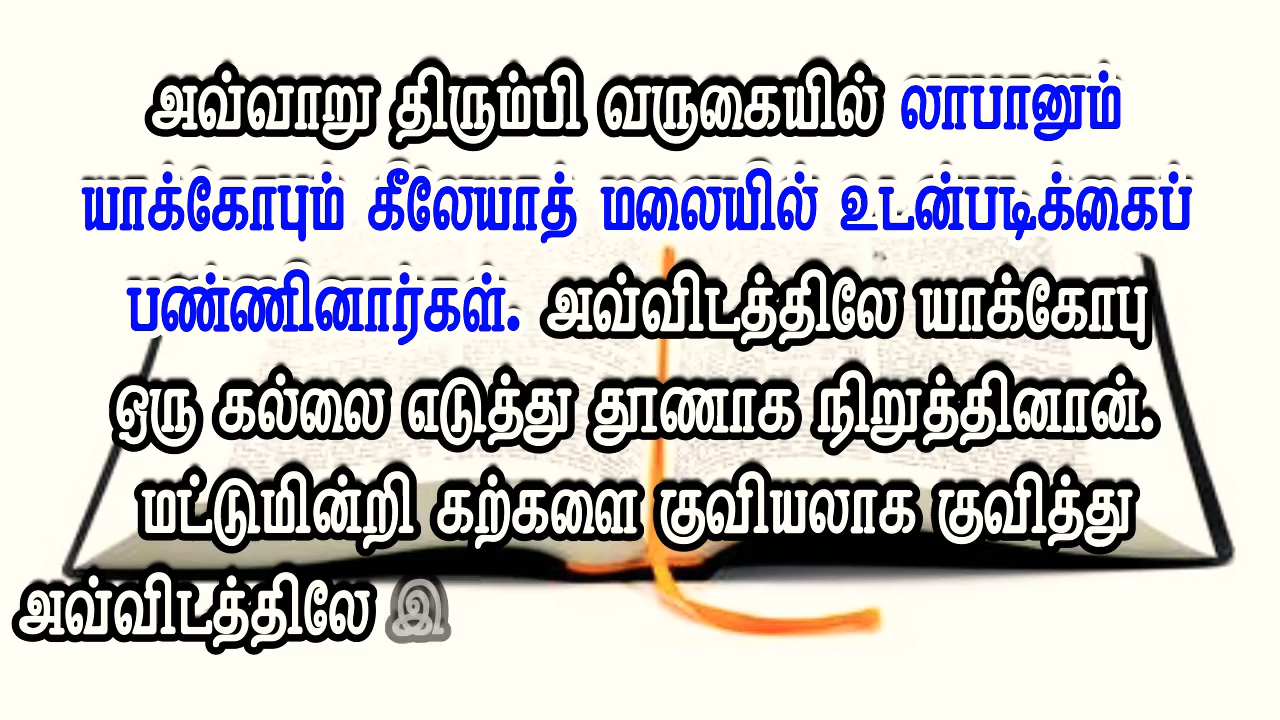 அவ்வாறு திரும்பி வருகையில் லாபானும்
யாக்கோபும் கீலேயாத் மலையில் உடன்படிக்கைப்
பண்ணினார்கள். அவ்விடத்திலே யாக்கோபு
ஒரு கல்லை எடுத்து தூணாக நிறுத்தினான்.
மட்டுமின்றி கற்களை குவியலாக குவித்து
அவ்விடத்திலே இ